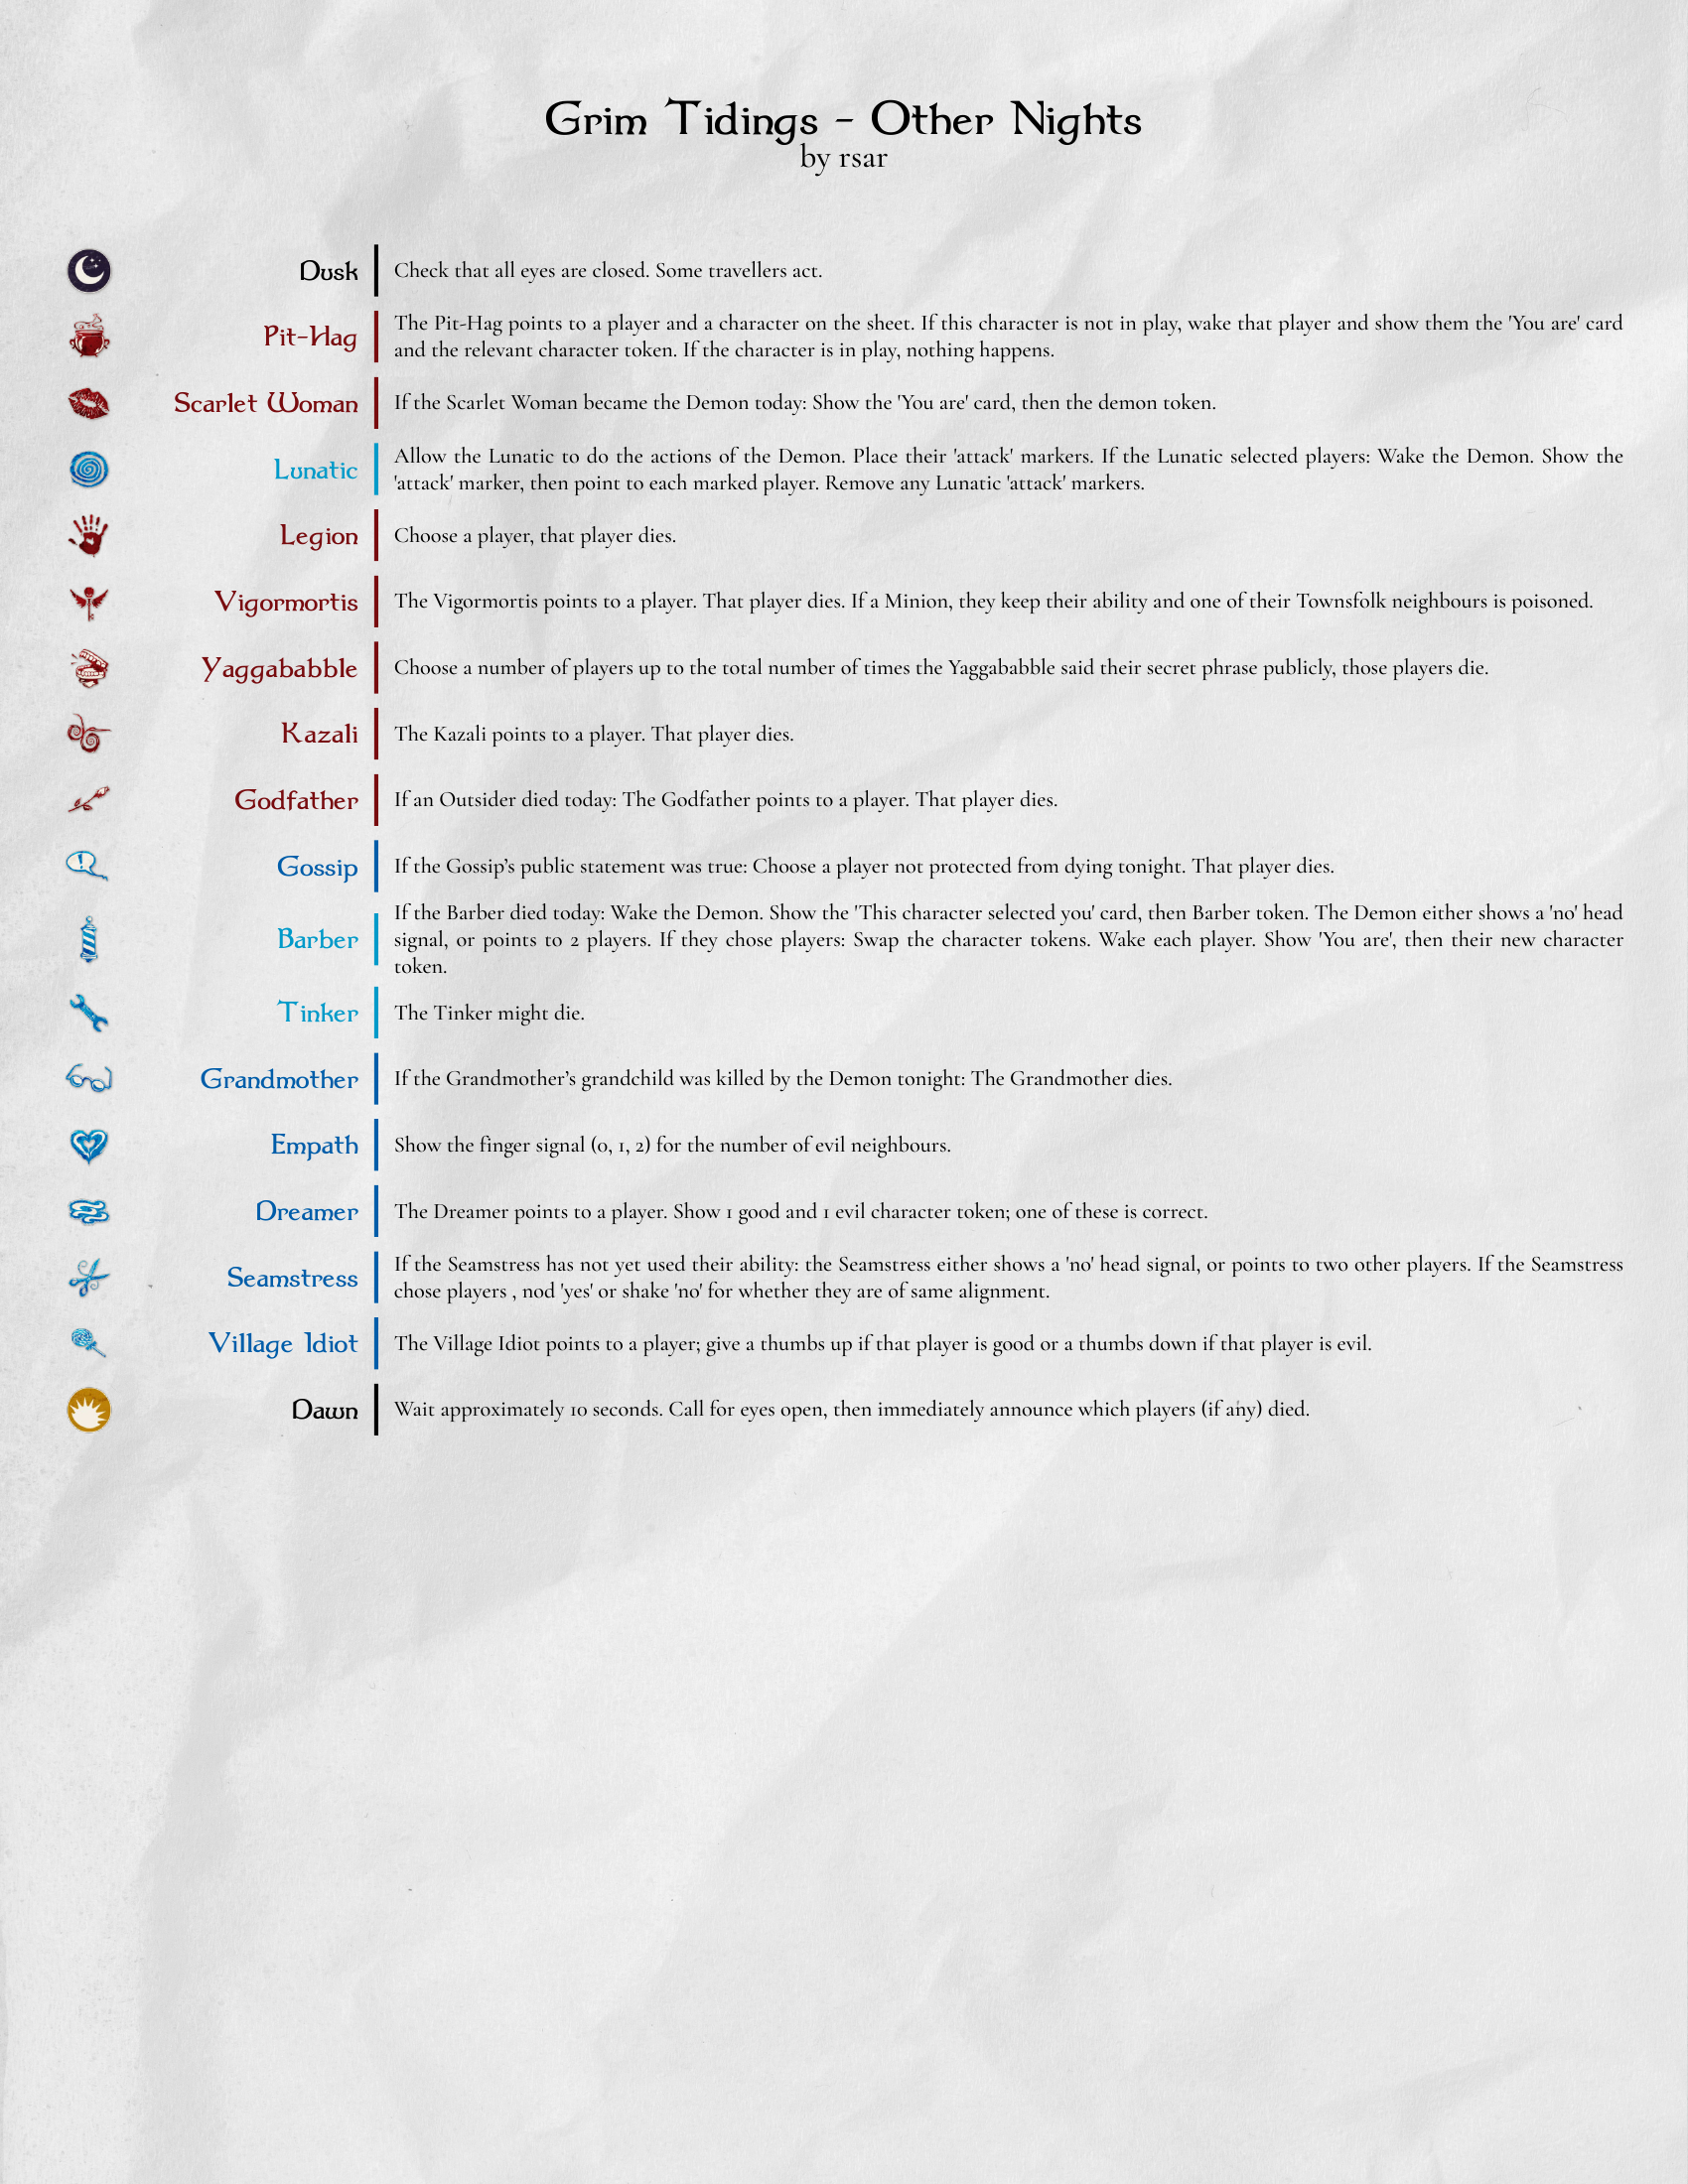 Grim Tidings - Other Nights
by rsar
Dusk
Check that all eyes are closed. Some travellers act.
Pit-Hag
The Pit-Hag points to a player and a character on the sheet. If this character is not in play, wake that player and show them the 'You are' card
and the relevant character token. If the character is in play, nothing happens.
Scarlet Woman
If the Scarlet Woman became the Demon today: Show the 'You are' card, then the demon token.
Lunatic
Allow the Lunatic to do the actions of the Demon. Place their 'attack' markers. If the Lunatic selected players: Wake the Demon. Show the
'attack' marker, then point to each marked player. Remove any Lunatic 'attack' markers.
Legion
Choose a player, that player dies.
Vigormortis
The Vigormortis points to a player. That player dies. If a Minion, they keep their ability and one of their Townsfolk neighbours is poisoned.
Yaggababble
Choose a number of players up to the total number of times the Yaggababble said their secret phrase publicly, those players die.
Kazali
The Kazali points to a player. That player dies.
Godfather
If an Outsider died today: The Godfather points to a player. That player dies.
Gossip
If the Gossip’s public statement was true: Choose a player not protected from dying tonight. That player dies.
Barber
If the Barber died today: Wake the Demon. Show the 'This character selected you' card, then Barber token. The Demon either shows a 'no' head
signal, or points to 2 players. If they chose players: Swap the character tokens. Wake each player. Show 'You are', then their new character
token.
Tinker
The Tinker might die.
Grandmother
If the Grandmother’s grandchild was killed by the Demon tonight: The Grandmother dies.
Empath
Show the finger signal (0, 1, 2) for the number of evil neighbours.
Dreamer
The Dreamer points to a player. Show 1 good and 1 evil character token; one of these is correct.
Seamstress
If the Seamstress has not yet used their ability: the Seamstress either shows a 'no' head signal, or points to two other players. If the Seamstress
chose players , nod 'yes' or shake 'no' for whether they are of same alignment.
Village Idiot
The Village Idiot points to a player; give a thumbs up if that player is good or a thumbs down if that player is evil.
Dawn
Wait approximately 10 seconds. Call for eyes open, then immediately announce which players (if any) died.